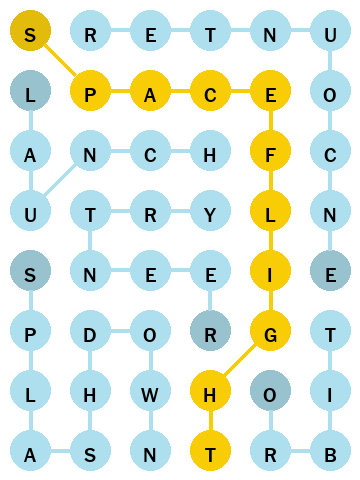 S R E T N U
L P A C E O
A N C H F C
U T R Y L N
S N E E I E
P D O R G T
L H W H O I
A S N T R B